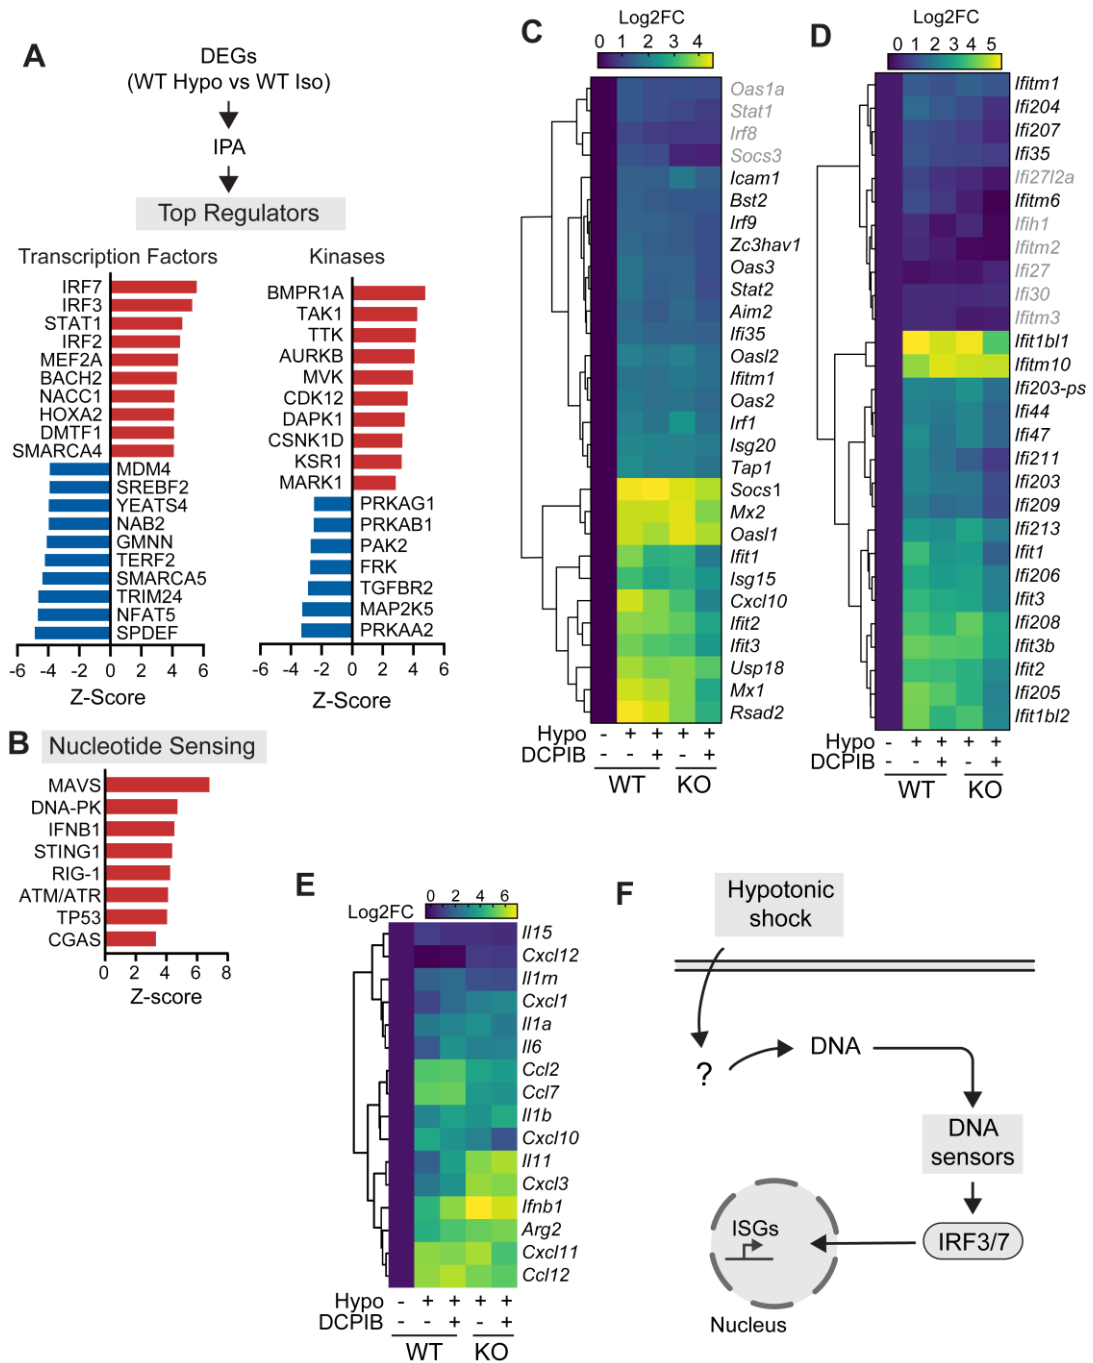 A
DEGs
(WT Hypo vs WT Iso)
IPA
Top Regulators
Transcription Factors
IRF7
IRF3
STAT1
IRF2
MEF2A
BACH2
NACC1
HOXA2
DMTF1
SMARCA4
MDM4
SREBF2
YEATS4
NAB2
GMNN
TERF2
SMARCA5
TRIM24
NFAT5
SPDEF
-6 -4 -2 0 2 4 6
Z-Score
Kinases
BMPR1A
TAK1
TTK
AURKB
MVK
CDK12
DAPK1
CSNK1D
KSR1
MARK1
PRKAG1
PRKAB1
PAK2
FRK
TGFBR2
MAP2K5
PRKAA2
-6 -4 -2 0 2 4 6
Z-Score
B
Nucleotide Sensing
MAVS
DNA-PK
IFNB1
STING1
RIG-1
ATM/ATR
TP53
CGAS
0 2 4 6 8
Z-score
C
Log2FC
0 1 2 3 4
Oas1a
Stat1
Irf8
Socs3
Icam1
Bst2
Irf9
Zc3hav1
Oas3
Stat2
Aim2
Ifi35
Oasl2
Ifitm1
Oas2
Irf1
Isg20
Tap1
Socs1
Mx2
Oasl1
Ifit1
Isg15
Cxcl10
Ifit2
Ifit3
Usp18
Mx1
Rsad2
Hypo - + + + +
DCPIB - - + - +
WT KO
D
Log2FC
0 1 2 3 4 5
Ifitm1
Ifi204
Ifi207
Ifi35
Ifi27l2a
Ifitm6
Ifih1
Ifitm2
Ifi27
Ifi30
Ifitm3
Ifit1bl1
Ifitm10
Ifi203-ps
Ifi44
Ifi47
Ifi211
Ifi203
Ifi209
Ifi213
Ifit1
Ifi206
Ifit3
Ifi208
Ifit3b
Ifit2
Ifi205
Ifit1bl2
Hypo - + + + +
DCPIB - - + - +
WT KO
E
Log2FC
0 2 4 6
Il15
Cxcl12
Il1rn
Cxcl1
Il1a
Il6
Ccl2
Ccl7
Il1b
Cxcl10
Il11
Cxcl3
Ifnb1
Arg2
Cxcl11
Ccl12
Hypo - + + + +
DCPIB - - + - +
WT KO
F
Hypotonic
shock
?
DNA
DNA
sensors
IRF3/7
ISGs
Nucleus